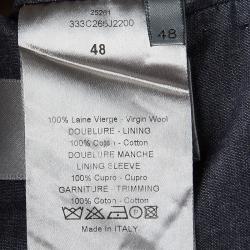 25261
333C266J2200
48
48
100% Laine Vierge - Virgin Wool
DOUBLURE - LINING
100% Coton - Cotton
DOUBLURE MANCHE
LINING SLEEVE
100% Cupro - Cupro
GARNITURE - TRIMMING
100% Coton - Cotton
Made In ITALY